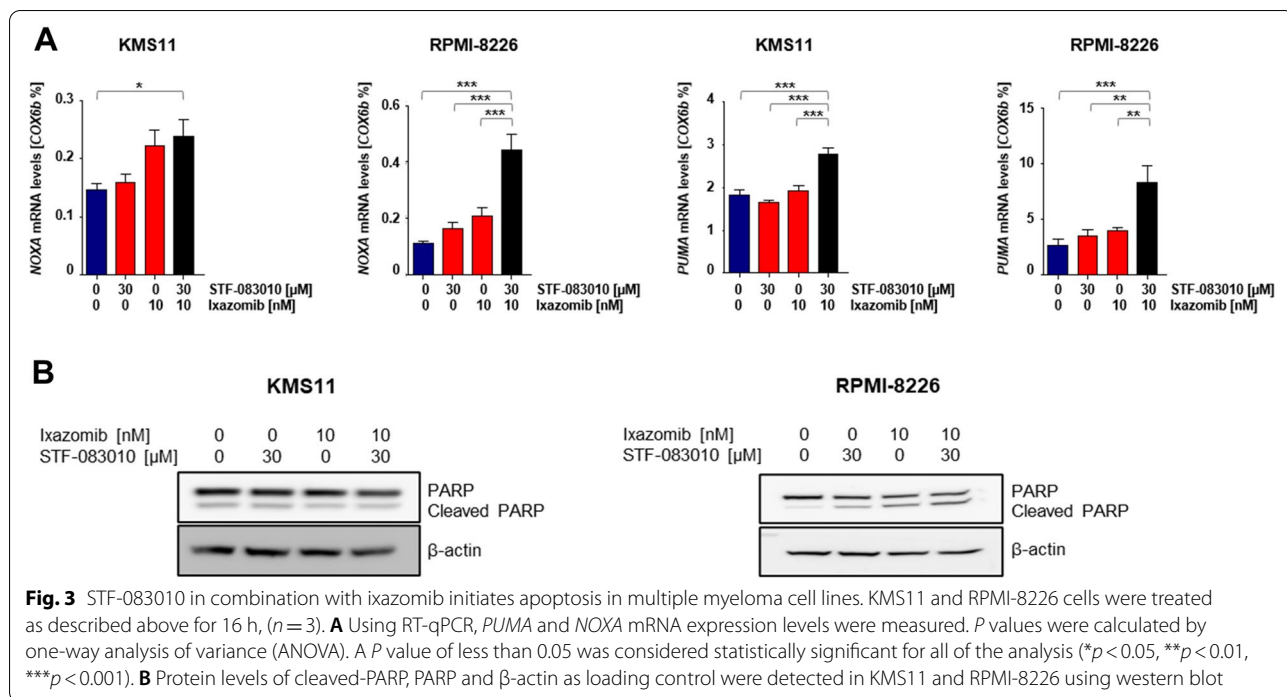 A
KMS11
RPMI-8226
KMS11
RPMI-8226
NOXA mRNA levels [COX6b %]
0.3
0.2
0.1
0
*
0 30 0 30 STF-083010 [µM]
0 0 10 10 Ixazomib [nM]
NOXA mRNA levels [COX6b %]
0.6
0.4
0.2
0
***
***
***
0 30 0 30 STF-083010 [µM]
0 0 10 10 Ixazomib [nM]
PUMA mRNA levels [COX6b %]
4
3
2
1
0
***
***
***
0 30 0 30 STF-083010 [µM]
0 0 10 10 Ixazomib [nM]
PUMA mRNA levels [COX6b %]
15
10
5
0
***
**
**
0 30 0 30 STF-083010 [µM]
0 0 10 10 Ixazomib [nM]
B
KMS11
Ixazomib [nM] 0 0 10 10
STF-083010 [µM] 0 30 0 30
PARP
Cleaved PARP
β-actin
RPMI-8226
Ixazomib [nM] 0 0 10 10
STF-083010 [µM] 0 30 0 30
PARP
Cleaved PARP
β-actin
Fig. 3 STF-083010 in combination with ixazomib initiates apoptosis in multiple myeloma cell lines. KMS11 and RPMI-8226 cells were treated
as described above for 16 h, (n = 3). A Using RT-qPCR, PUMA and NOXA mRNA expression levels were measured. P values were calculated by
one-way analysis of variance (ANOVA). A P value of less than 0.05 was considered statistically significant for all of the analysis (*p < 0.05, **p < 0.01,
***p < 0.001). B Protein levels of cleaved-PARP, PARP and β-actin as loading control were detected in KMS11 and RPMI-8226 using western blot